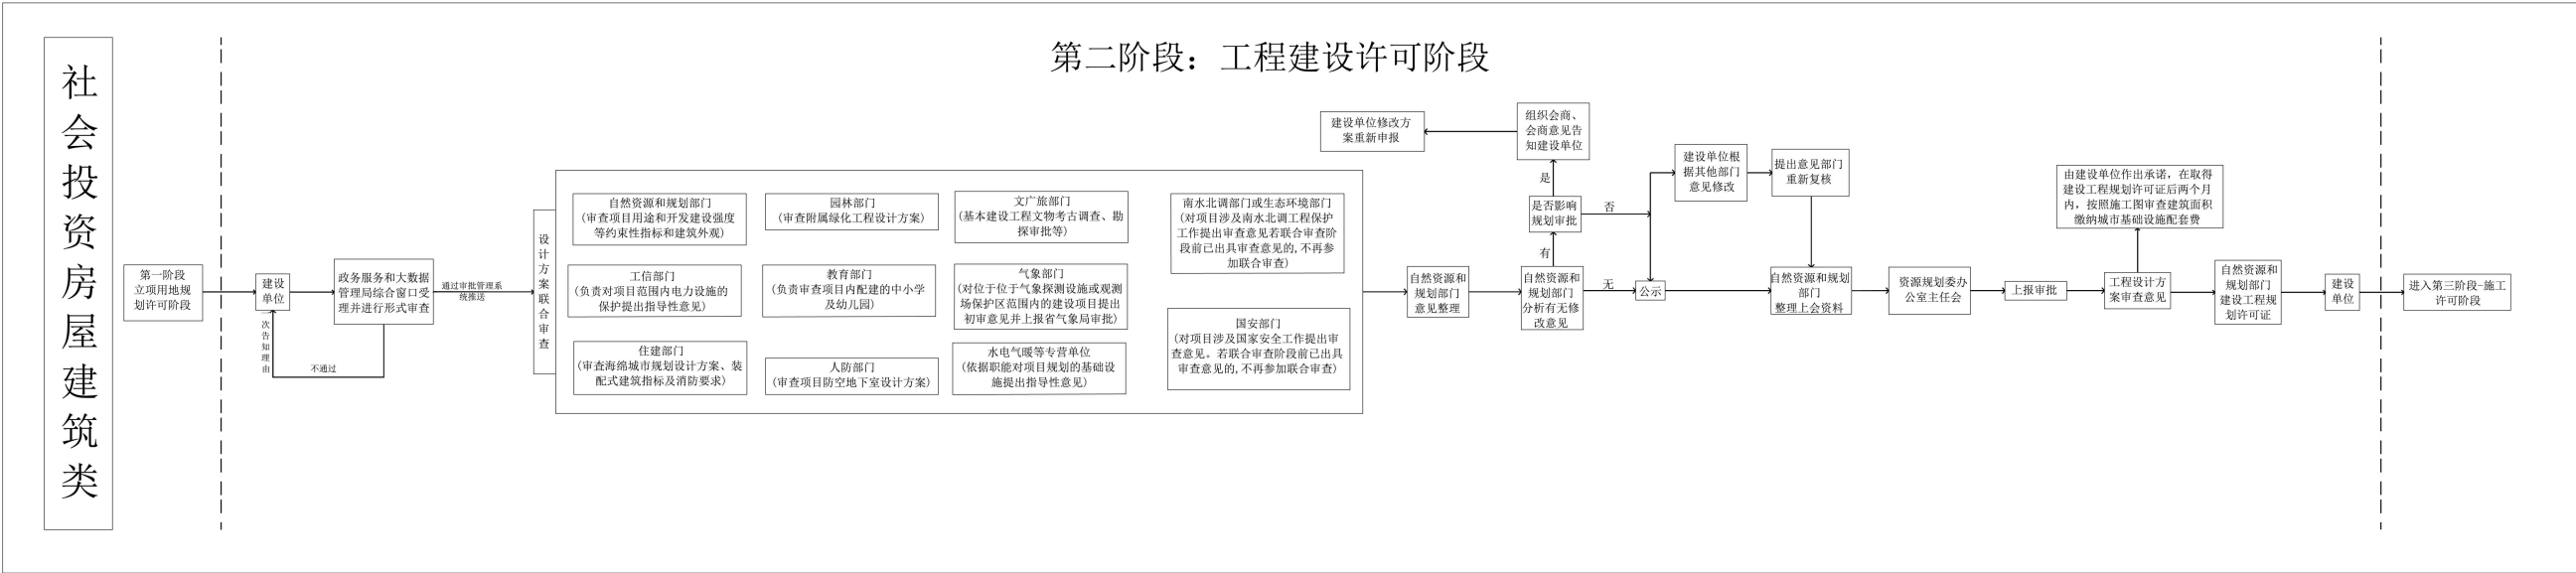 第二阶段：工程建设许可阶段
社会投资房屋建筑类
第一阶段
立项用地规
划许可阶段
建设
单位
一次告知理由
不通过
政务服务和大数据
管理局综合窗口受
理并进行形式审查
通过审批管理系
统推送
设计方案联合审查
自然资源和规划部门
(审查项目用途和开发建设强度
等约束性指标和建筑外观)
园林部门
(审查附属绿化工程设计方案)
文广旅部门
(基本建设工程文物考古调查、勘
探审批等)
南水北调部门或生态环境部门
(对项目涉及南水北调工程保护
工作提出审查意见若联合审查阶
段前已出具审查意见的,不再参
加联合审查)
工信部门
(负责对项目范围内电力设施的
保护提出指导性意见)
教育部门
(负责审查项目内配建的中小学
及幼儿园)
气象部门
(对位于位于气象探测设施或观测
场保护区范围内的建设项目提出
初审意见并上报省气象局审批)
国安部门
(对项目涉及国家安全工作提出审
查意见。若联合审查阶段前已出具
审查意见的,不再参加联合审查)
住建部门
(审查海绵城市规划设计方案、装
配式建筑指标及消防要求)
人防部门
(审查项目防空地下室设计方案)
水电气暖等专营单位
(依据职能对项目规划的基础设
施提出指导性意见)
自然资源和
规划部门
意见整理
自然资源和
规划部门
分析有无修
改意见
有
是否影响
规划审批
是
组织会商、
会商意见告
知建设单位
建设单位修改方
案重新申报
否
无
公示
建设单位根
据其他部门
意见修改
提出意见部门
重新复核
自然资源和规划
部门
整理上会资料
资源规划委办
公室主任会
上报审批
工程设计方
案审查意见
由建设单位作出承诺，在取得
建设工程规划许可证后两个月
内，按照施工图审查建筑面积
缴纳城市基础设施配套费
自然资源和
规划部门
建设工程规
划许可证
建设
单位
进入第三阶段-施工
许可阶段